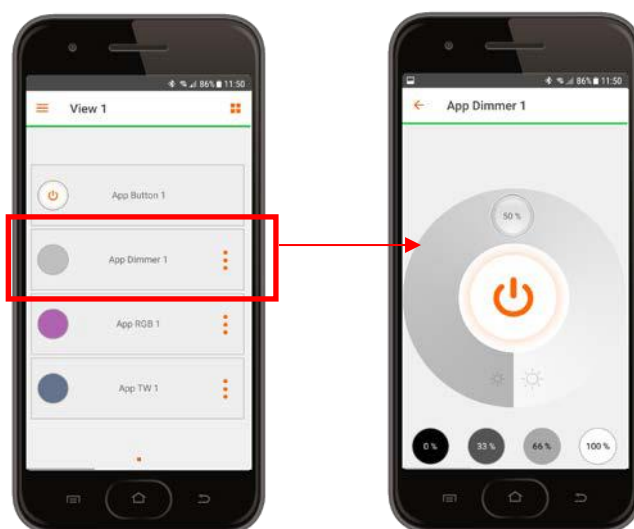 86% 11:50
View 1
App Button 1
App Dimmer 1
App RGB 1
App TW 1
86% 11:50
App Dimmer 1
50 %
0 %
33 %
66 %
100 %